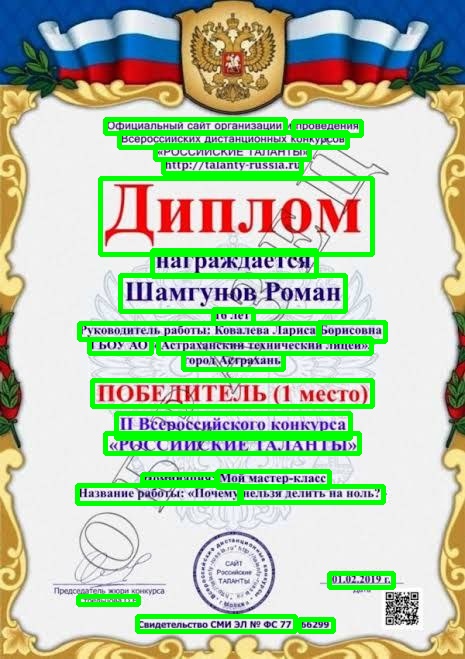 Официальный сайт организации и проведения
Всероссийских дистанционных конкурсов
«РОССИЙСКИЕ ТАЛАНТЫ»
http://talanty-russia.ru
Диплом
награждается
Шамгунов Роман
16 лет
Руководитель работы: Ковалева Лариса Борисовна
ГБОУ АО «Астраханский технический лицей»
город Астрахань
ПОБЕДИТЕЛЬ (1 место)
II Всероссийского конкурса
«РОССИЙСКИЕ ТАЛАНТЫ»
Номинация: Мой мастер-класс
Название работы: «Почему нельзя делить на ноль?»
ОБРАЗЕЦ
САЙТ
Российские
ТАЛАНТЫ
г. Москва
01.02.2019 г.
Председатель жюри конкурса
Дата
Свидетельство СМИ ЭЛ № ФС 77 66299